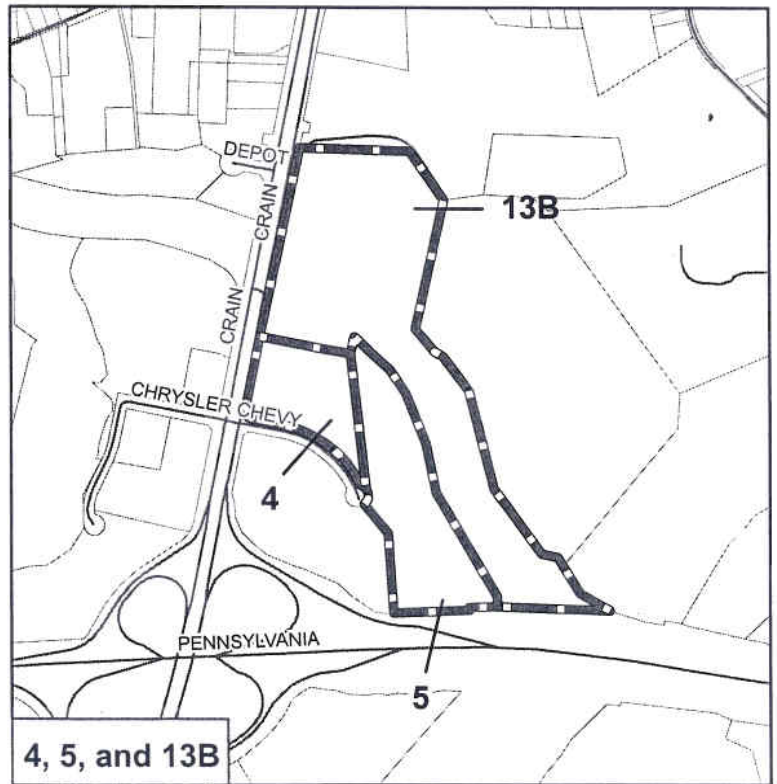 DEPOT
CRAIN
13B
CRAIN
CHRYSLER CHEVY
4
PENNSYLVANIA
5
4, 5, and 13B